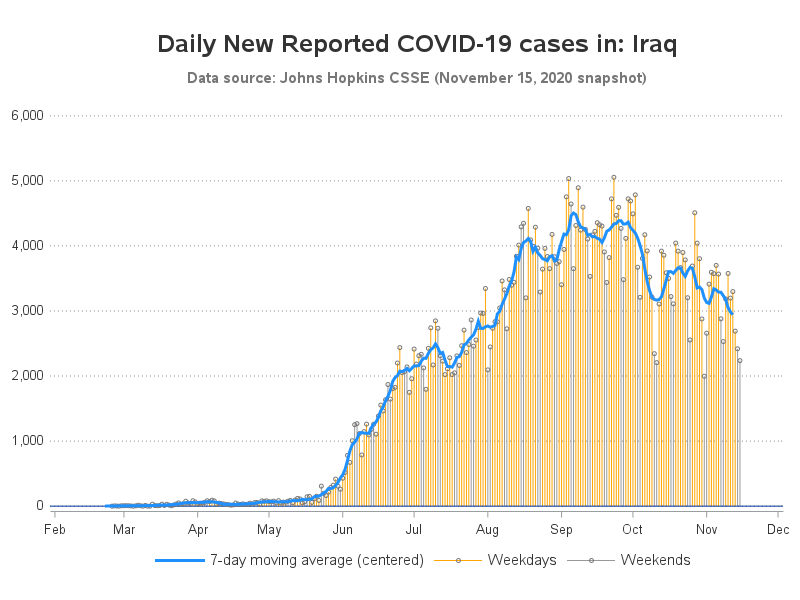 Daily New Reported COVID-19 cases in: Iraq
Data source: Johns Hopkins CSSE (November 15, 2020 snapshot)
6,000
5,000
4,000
3,000
2,000
1,000
0
Feb Mar Apr May Jun Jul Aug Sep Oct Nov Dec
7-day moving average (centered) Weekdays Weekends